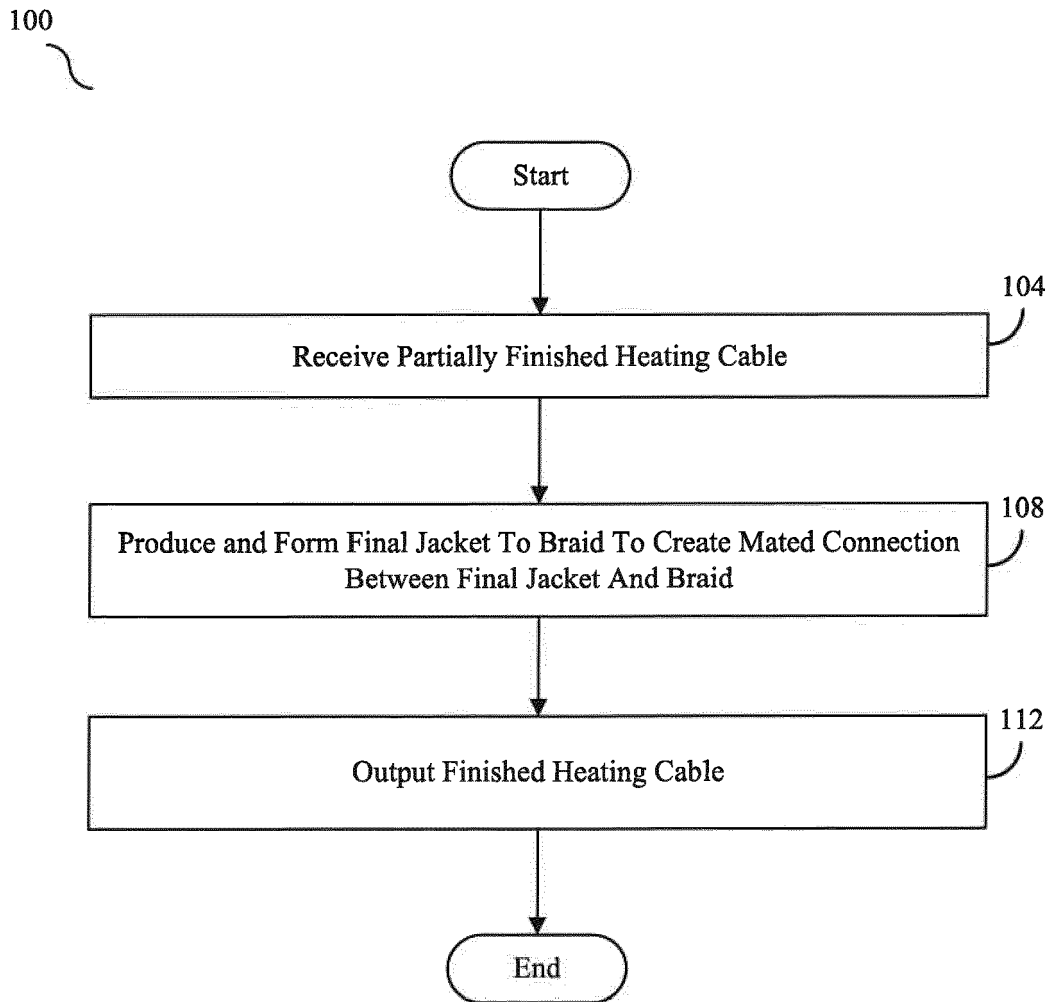 100
Start
104
Receive Partially Finished Heating Cable
108
Produce and Form Final Jacket To Braid To Create Mated Connection
Between Final Jacket And Braid
112
Output Finished Heating Cable
End